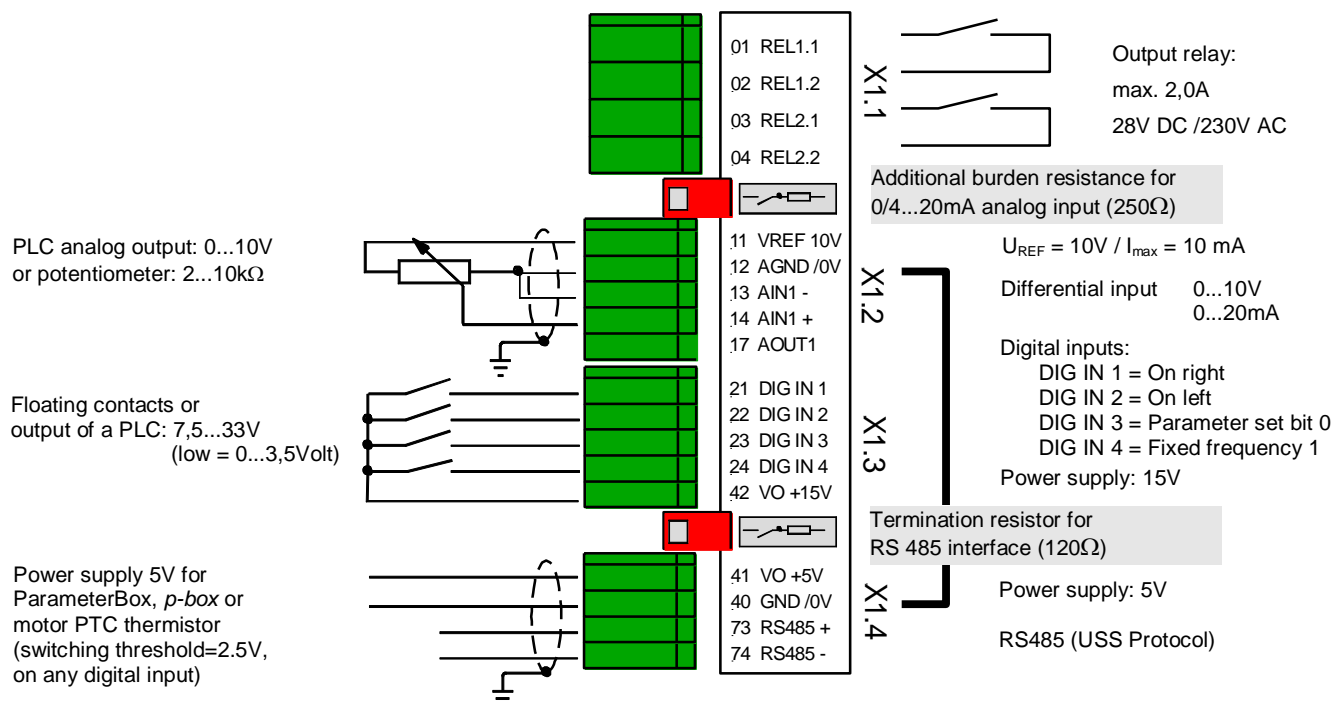 01 REL1.1
02 REL1.2
03 REL2.1
04 REL2.2
X1.1
Output relay:
max. 2,0A
28V DC /230V AC
Additional burden resistance for
0/4...20mA analog input (250Ω)
PLC analog output: 0...10V
or potentiometer: 2...10kΩ
11 VREF 10V
12 AGND /0V
13 AIN1 -
14 AIN1 +
17 AOUT1
X1.2
UREF = 10V / Imax = 10 mA
Differential input 0...10V
0...20mA
Floating contacts or
output of a PLC: 7,5...33V
(low = 0...3,5Volt)
21 DIG IN 1
22 DIG IN 2
23 DIG IN 3
24 DIG IN 4
42 VO +15V
X1.3
Digital inputs:
DIG IN 1 = On right
DIG IN 2 = On left
DIG IN 3 = Parameter set bit 0
DIG IN 4 = Fixed frequency 1
Power supply: 15V
Termination resistor for
RS 485 interface (120Ω)
Power supply 5V for
ParameterBox, p-box or
motor PTC thermistor
(switching threshold=2.5V,
on any digital input)
41 VO +5V
40 GND /0V
73 RS485 +
74 RS485 -
X1.4
Power supply: 5V
RS485 (USS Protocol)